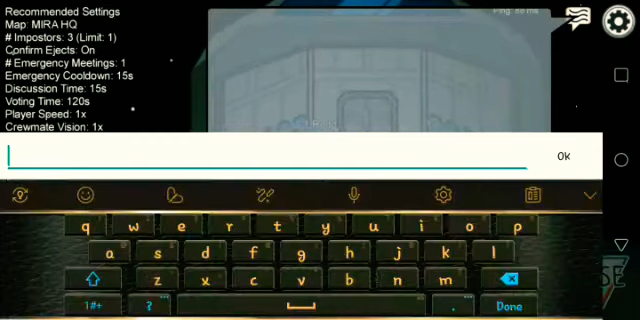 Recommended Settings
Map: MIRA HQ
# Impostors: 3 (Limit: 1)
Confirm Ejects: On
# Emergency Meetings: 1
Emergency Cooldown: 15s
Discussion Time: 15s
Voting Time: 120s
Player Speed: 1x
Crewmate Vision: 1x
Ok
q w e r t y u i o p
a s d f g h j k l
z x c v b n m
1#+ ? . Done